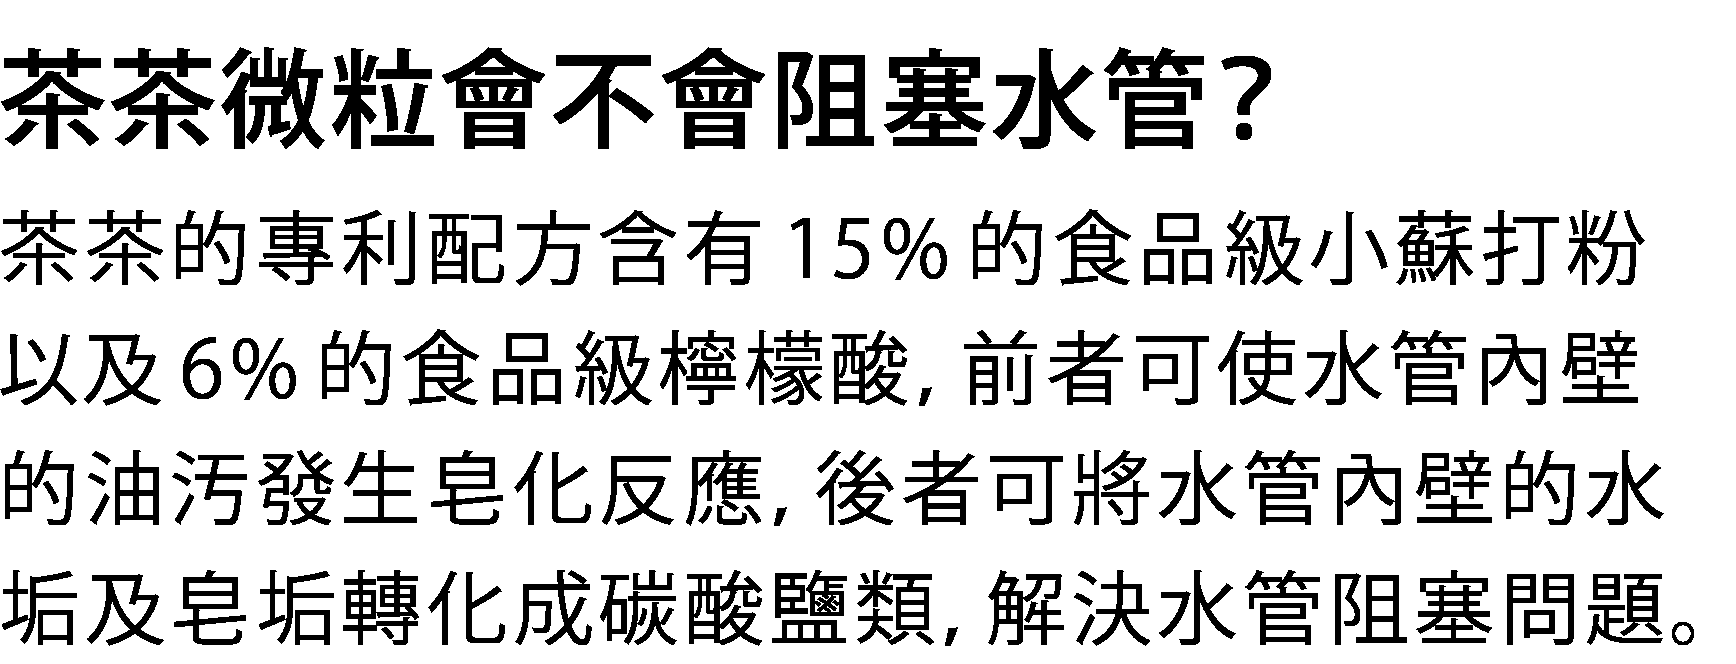 茶茶微粒會不會阻塞水管?
茶茶的專利配方含有 15% 的食品級小蘇打粉
以及 6% 的食品級檸檬酸, 前者可使水管內壁
的油污發生皂化反應, 後者可將水管內壁的水
垢及皂垢轉化成碳酸鹽類, 解決水管阻塞問題。